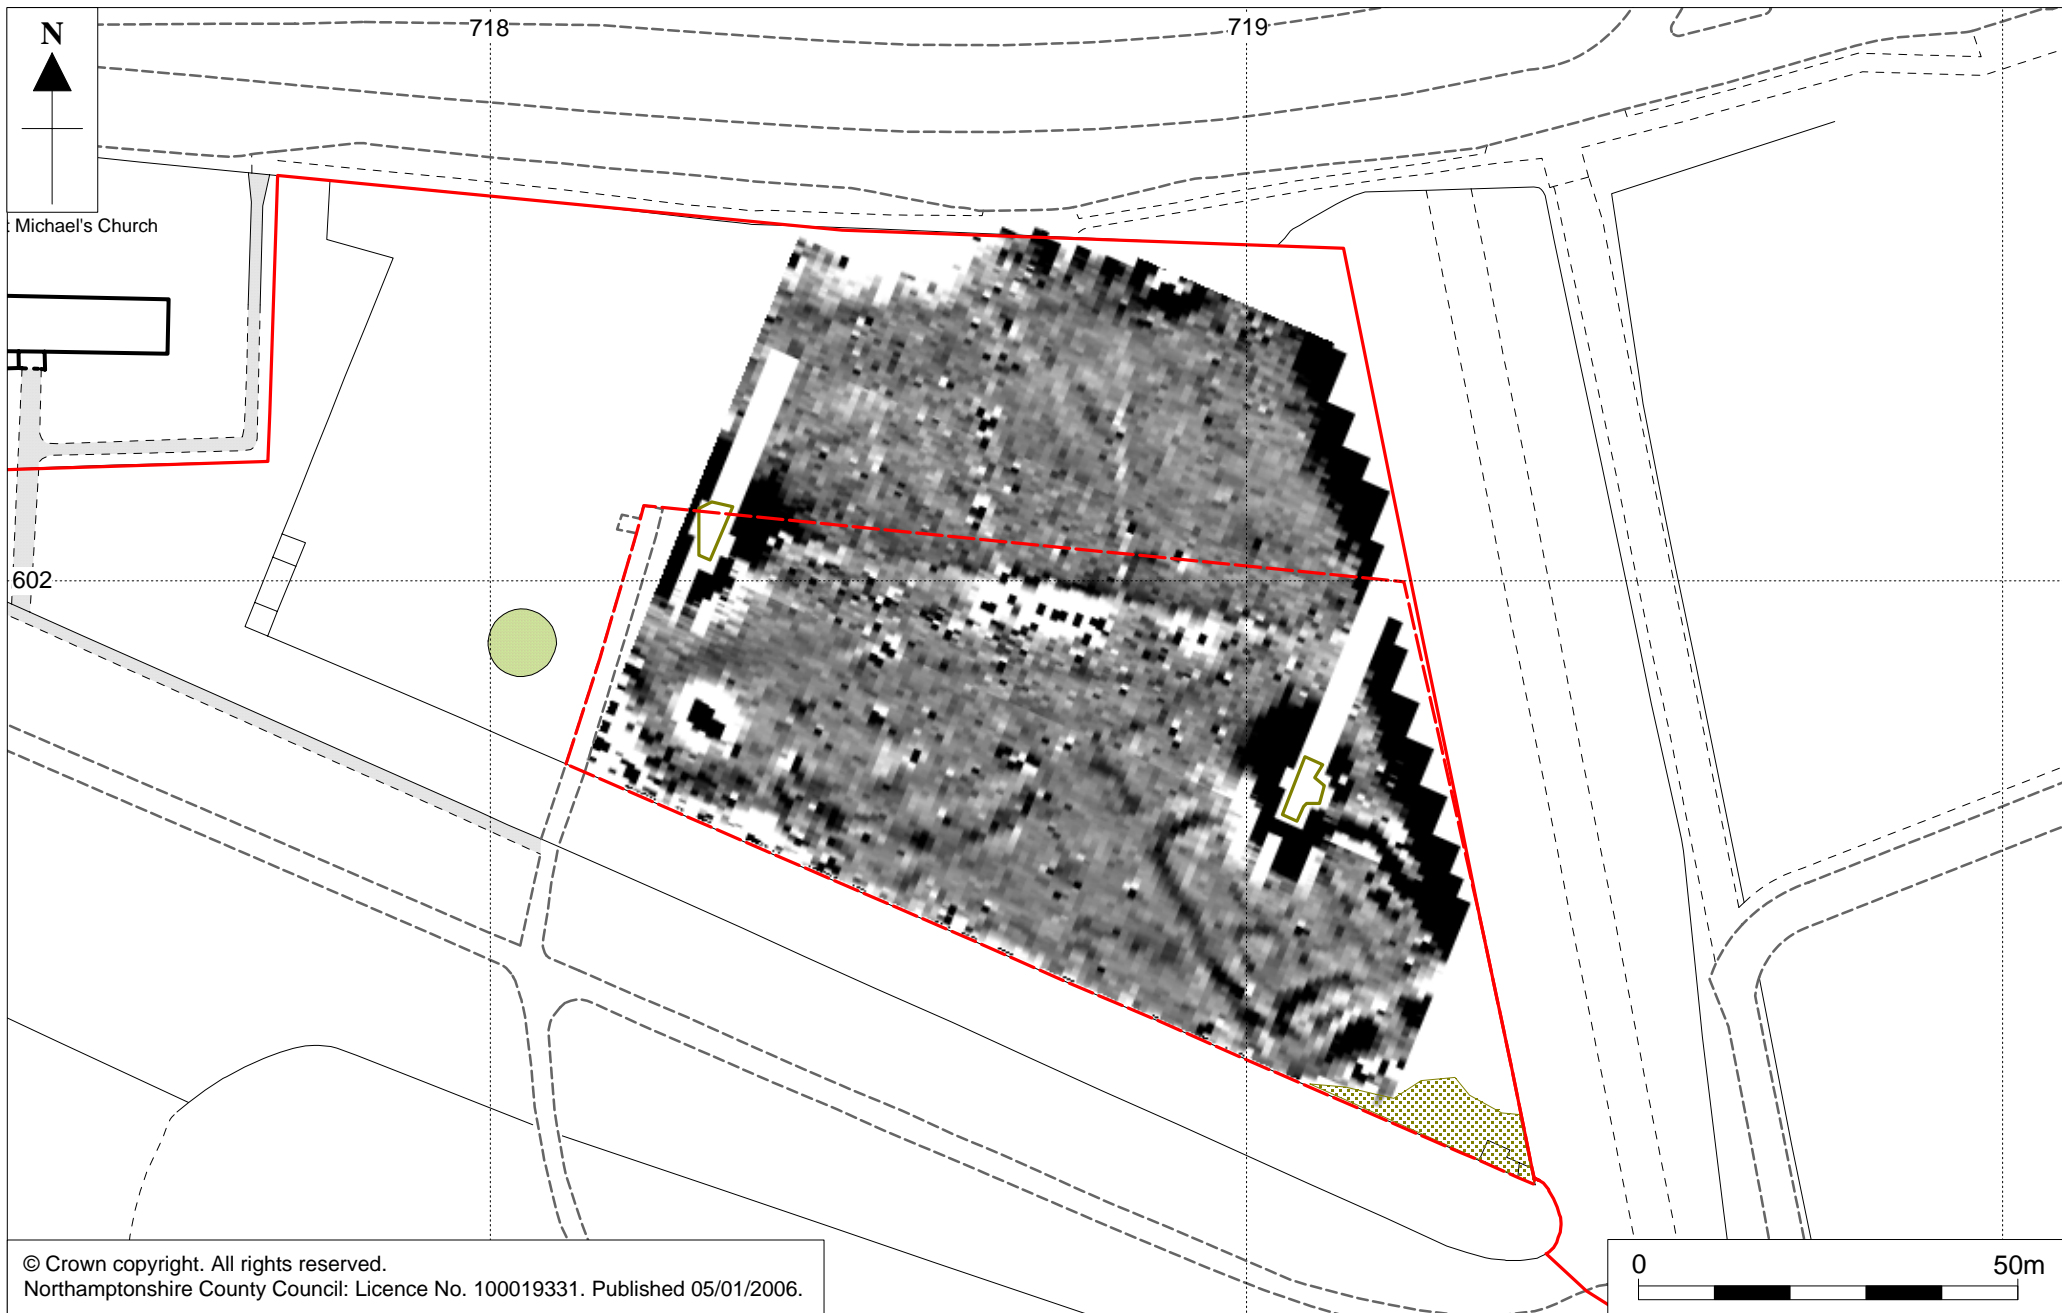 N
718
719
: Michael's Church
602
© Crown copyright. All rights reserved.
Northamptonshire County Council: Licence No. 100019331. Published 05/01/2006.
0 50m